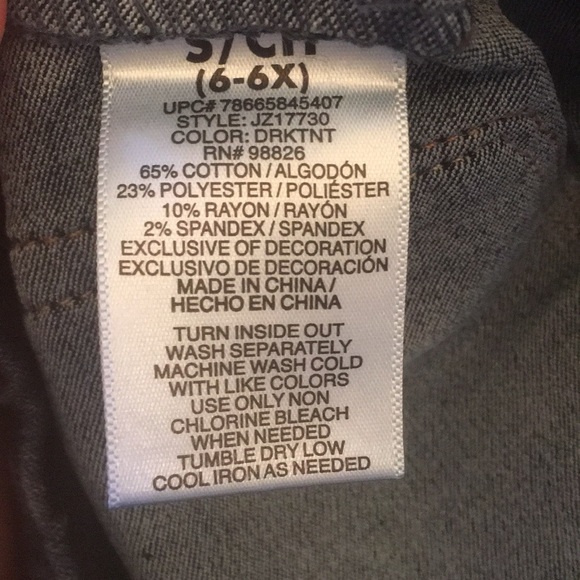 S/CH
(6-6X)
UPC# 78665845407
STYLE: JZ17730
COLOR: DRKTNT
RN# 98826
65% COTTON / ALGODÓN
23% POLYESTER / POLIÉSTER
10% RAYON / RAYÓN
2% SPANDEX / SPANDEX
EXCLUSIVE OF DECORATION
EXCLUSIVO DE DECORACIÓN
MADE IN CHINA /
HECHO EN CHINA
TURN INSIDE OUT
WASH SEPARATELY
MACHINE WASH COLD
WITH LIKE COLORS
USE ONLY NON
CHLORINE BLEACH
WHEN NEEDED
TUMBLE DRY LOW
COOL IRON AS NEEDED